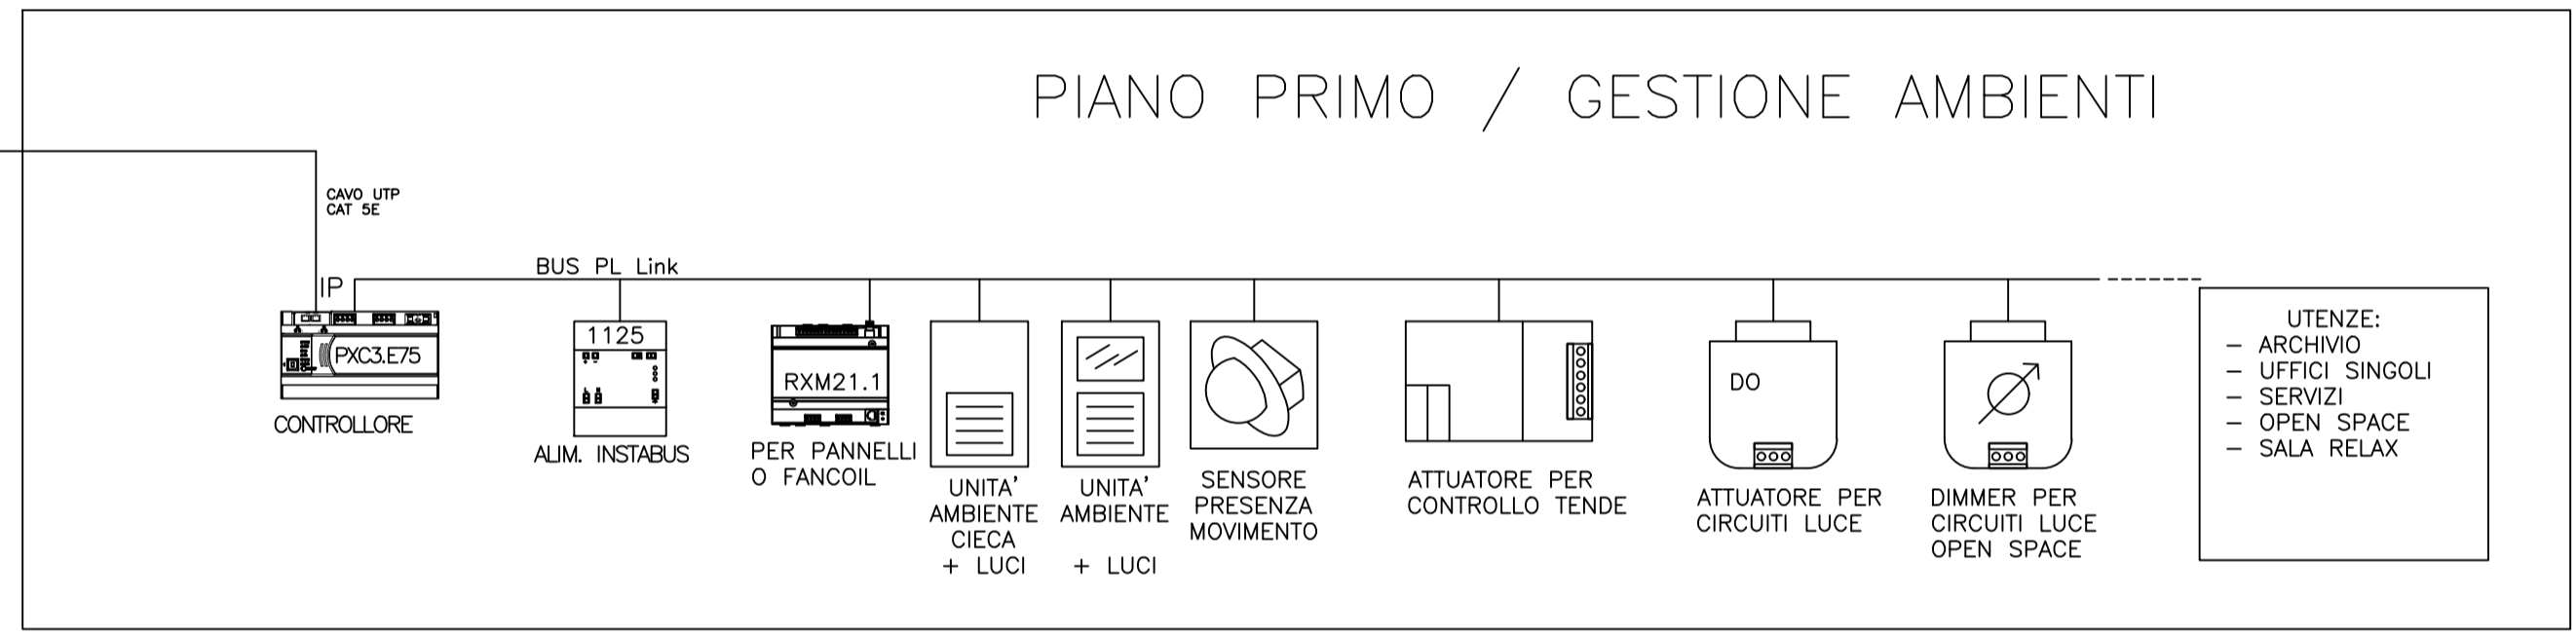 PIANO PRIMO / GESTIONE AMBIENTI
CAVO UTP
CAT 5E
IP
BUS PL Link
PXC3.E75
CONTROLLORE
1125
ALIM. INSTABUS
RXM21.1
PER PANNELLI
O FANCOIL
UNITA'
AMBIENTE
CIECA
+ LUCI
UNITA'
AMBIENTE
+ LUCI
SENSORE
PRESENZA
MOVIMENTO
ATTUATORE PER
CONTROLLO TENDE
DO
ATTUATORE PER
CIRCUITI LUCE
DIMMER PER
CIRCUITI LUCE
OPEN SPACE
UTENZE:
– ARCHIVIO
– UFFICI SINGOLI
– SERVIZI
– OPEN SPACE
– SALA RELAX